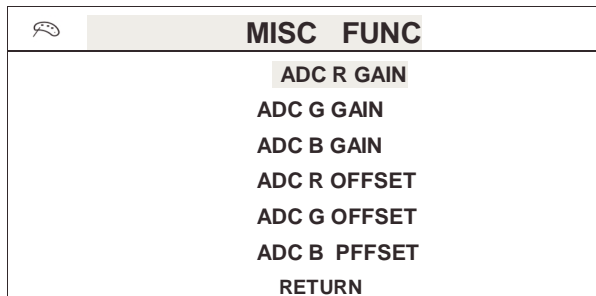 MISC FUNC
ADC R GAIN
ADC G GAIN
ADC B GAIN
ADC R OFFSET
ADC G OFFSET
ADC B PFFSET
RETURN